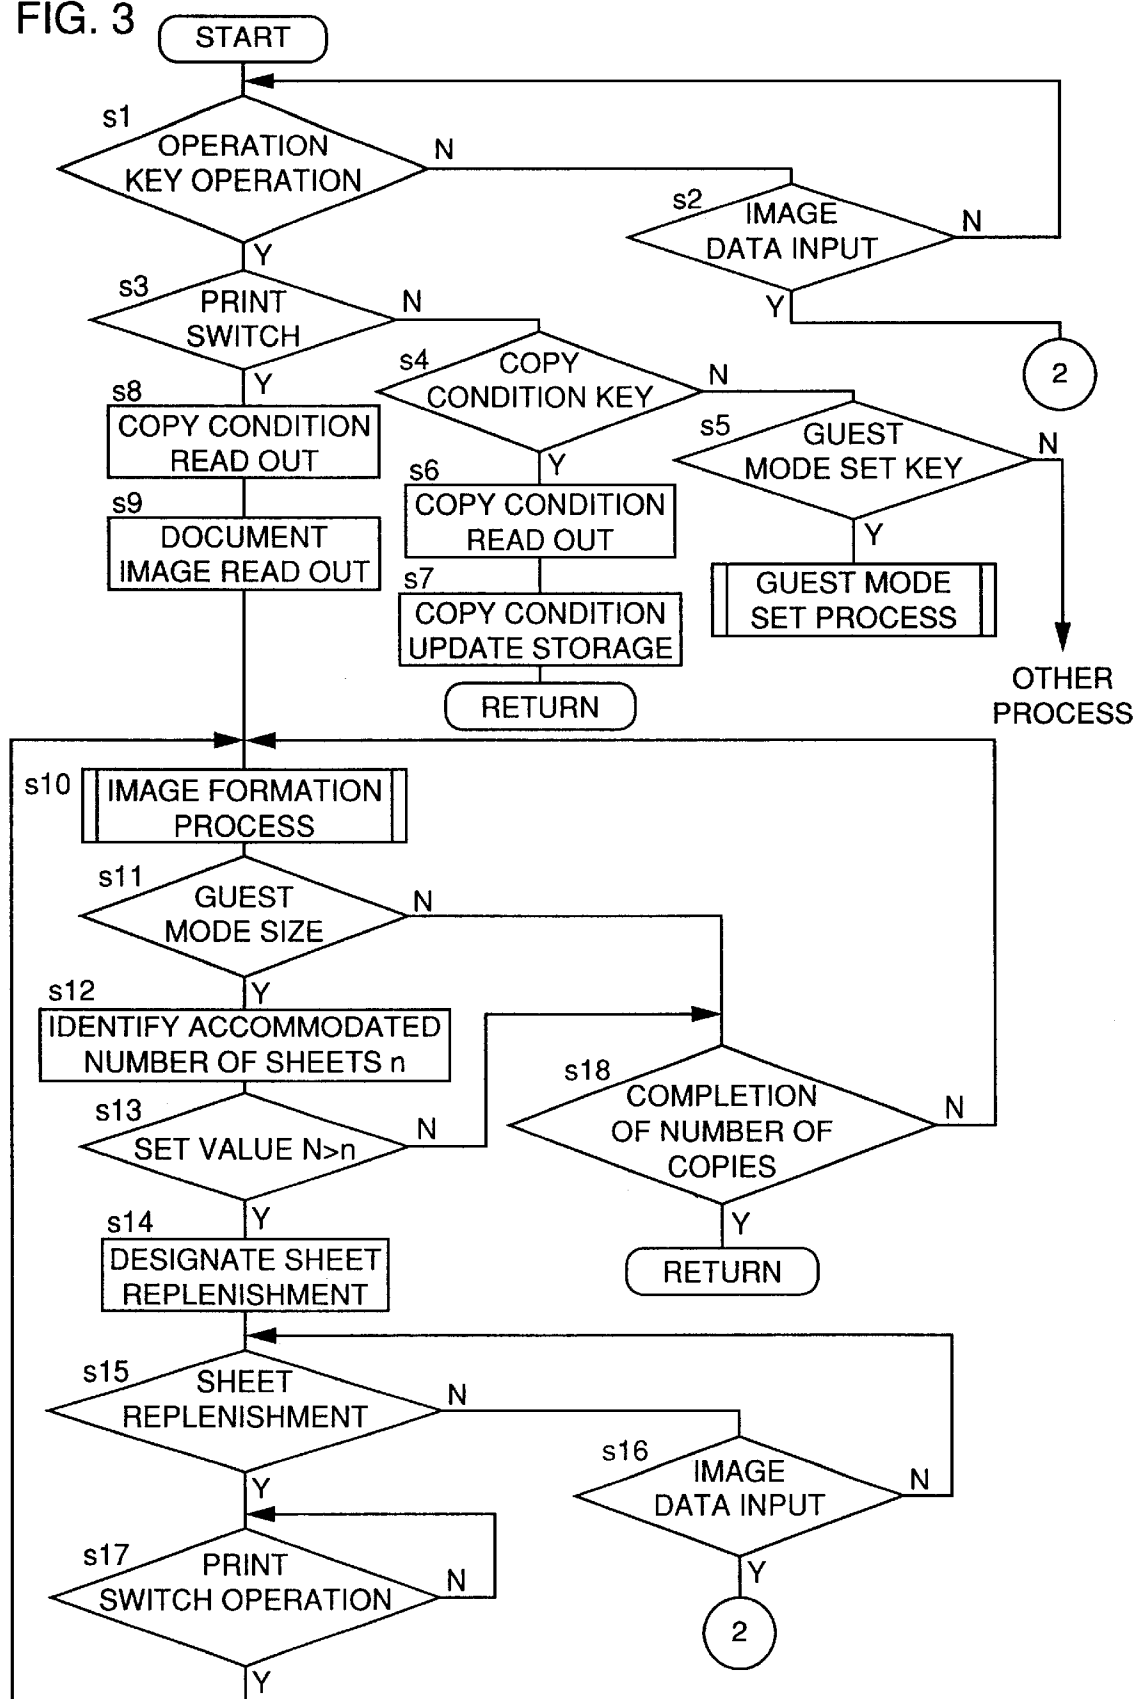 FIG. 3
START
s1
OPERATION
KEY OPERATION
N
s2
IMAGE
DATA INPUT
N
Y
Y
2
s3
PRINT
SWITCH
N
Y
s4
COPY
CONDITION KEY
N
Y
s5
GUEST
MODE SET KEY
N
Y
s8
COPY CONDITION
READ OUT
s6
COPY CONDITION
READ OUT
s9
DOCUMENT
IMAGE READ OUT
s7
COPY CONDITION
UPDATE STORAGE
GUEST MODE
SET PROCESS
RETURN
OTHER
PROCESS
s10
IMAGE FORMATION
PROCESS
s11
GUEST
MODE SIZE
N
Y
s12
IDENTIFY ACCOMMODATED
NUMBER OF SHEETS n
s13
SET VALUE N>n
N
Y
s18
COMPLETION
OF NUMBER OF
COPIES
N
Y
RETURN
s14
DESIGNATE SHEET
REPLENISHMENT
s15
SHEET
REPLENISHMENT
N
Y
s16
IMAGE
DATA INPUT
N
Y
2
s17
PRINT
SWITCH OPERATION
N
Y